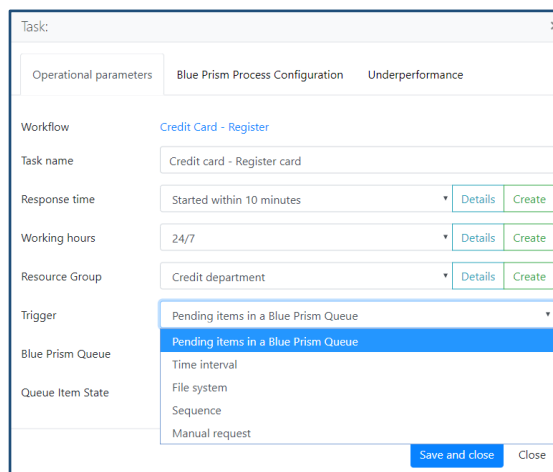 Task:
Operational parameters Blue Prism Process Configuration Underperformance
Workflow Credit Card - Register
Task name Credit card - Register card
Response time Started within 10 minutes Details Create
Working hours 24/7 Details Create
Resource Group Credit department Details Create
Trigger Pending items in a Blue Prism Queue
Pending items in a Blue Prism Queue
Blue Prism Queue
Time interval
File system
Queue Item State
Sequence
Manual request
Save and close Close